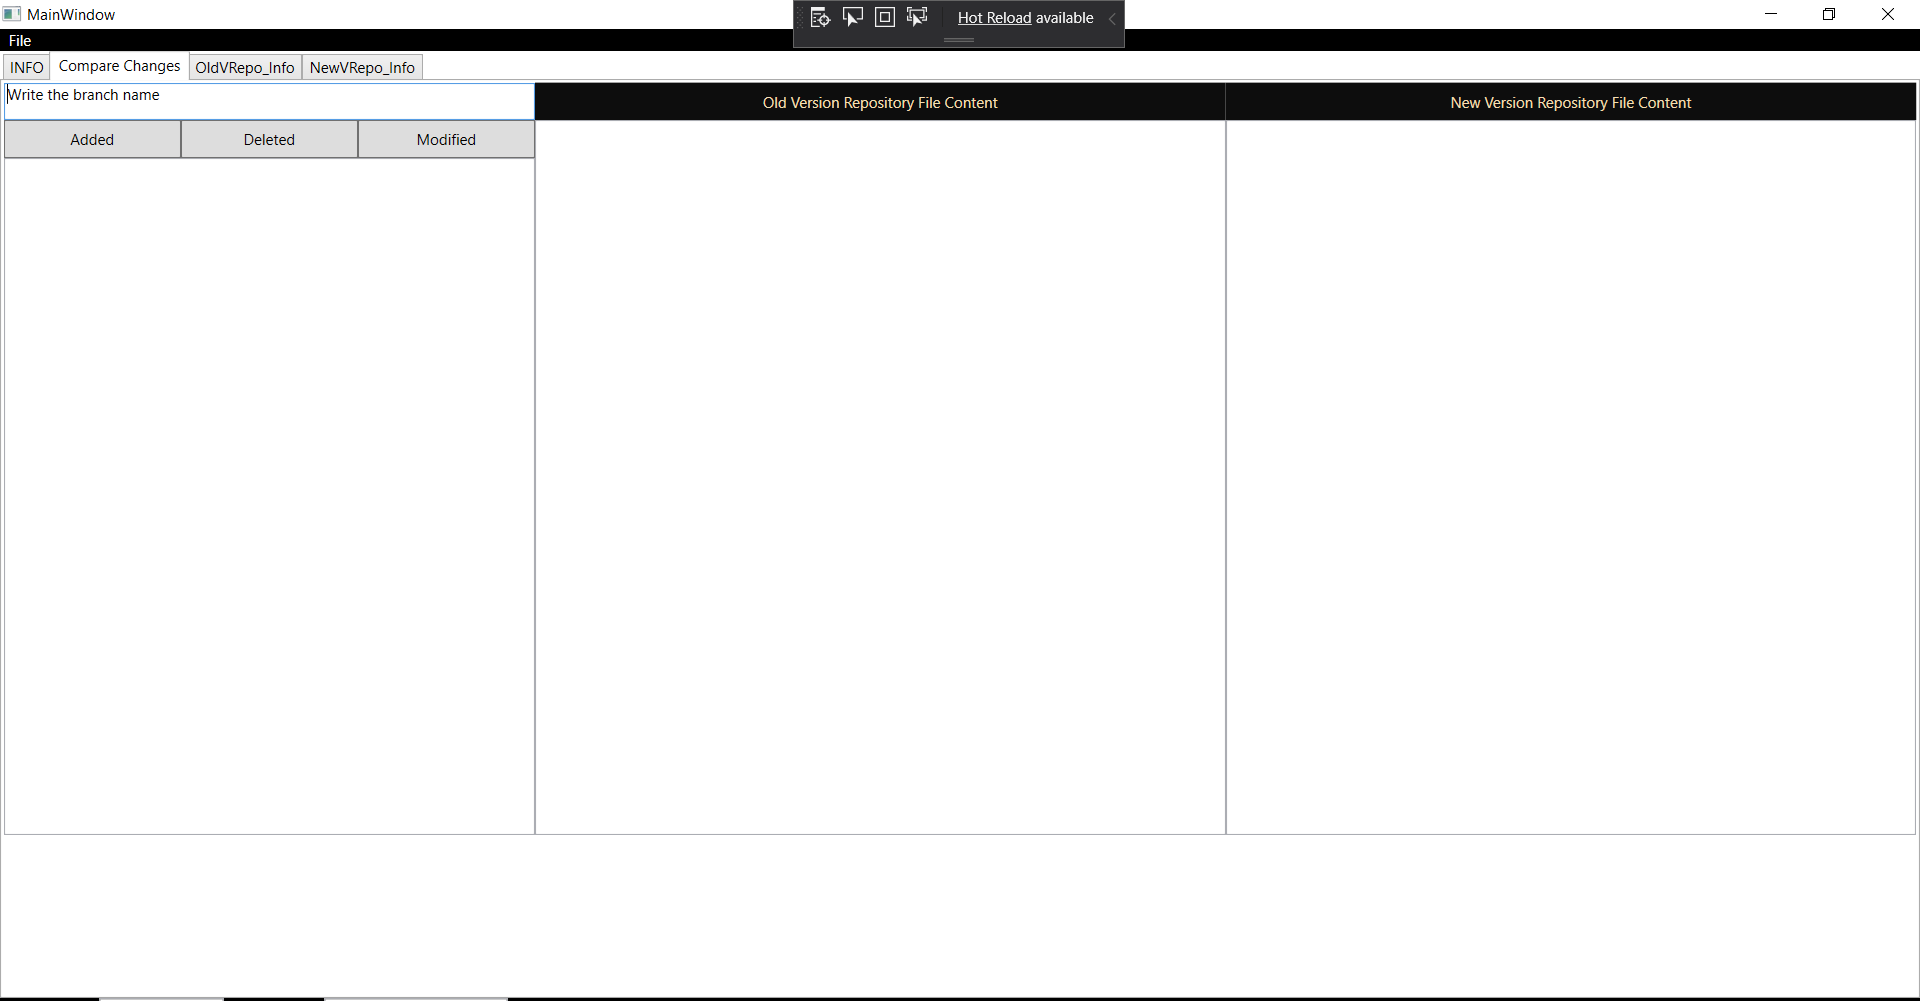 MainWindow
Hot Reload available
File
INFO Compare Changes OldVRepo_Info NewVRepo_Info
Write the branch name
Old Version Repository File Content New Version Repository File Content
Added Deleted Modified